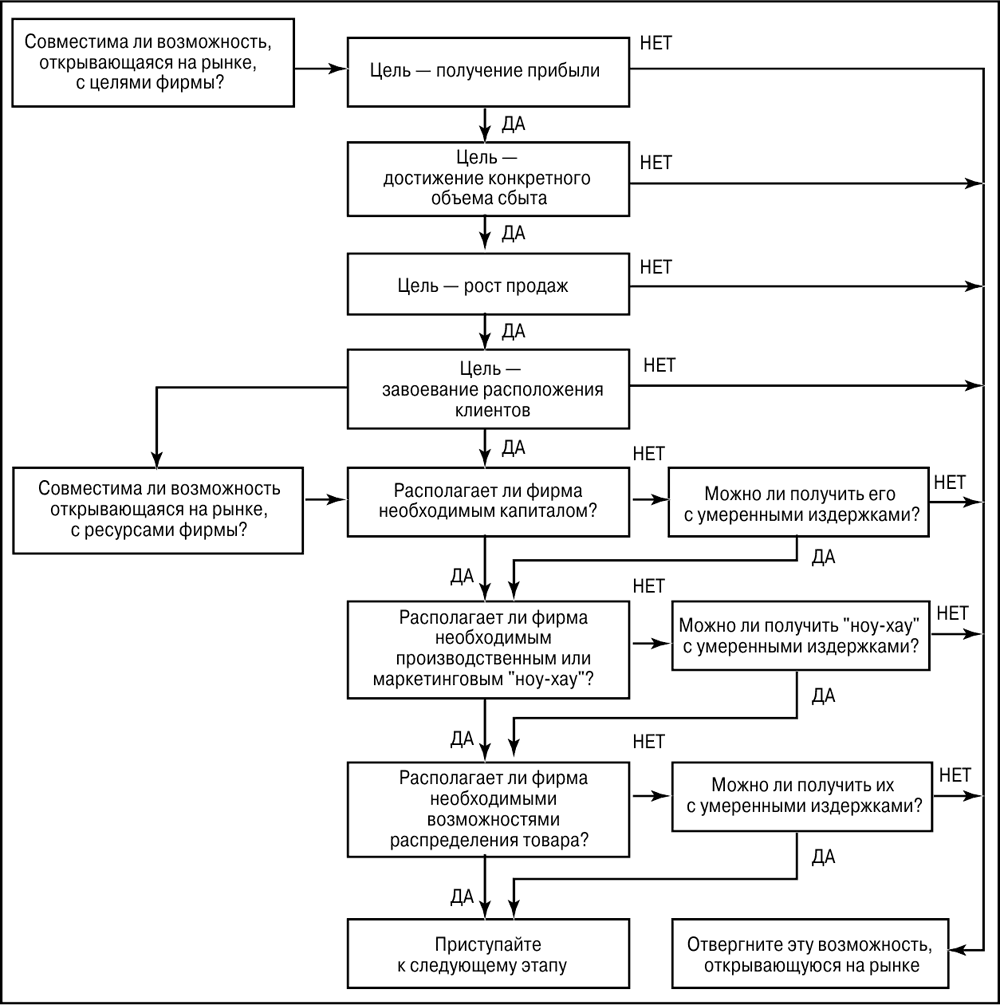 Совместима ли возможность,
открывающаяся на рынке,
с целями фирмы?
Цель — получение прибыли
НЕТ
ДА
Цель —
достижение конкретного
объема сбыта
НЕТ
ДА
Цель — рост продаж
НЕТ
ДА
Цель —
завоевание расположения
клиентов
НЕТ
ДА
Совместима ли возможность
открывающаяся на рынке,
с ресурсами фирмы?
Располагает ли фирма
необходимым капиталом?
НЕТ
Можно ли получить его
с умеренными издержками?
НЕТ
ДА
ДА
Располагает ли фирма
необходимым
производственным или
маркетинговым "ноу-хау"?
НЕТ
Можно ли получить "ноу-хау"
с умеренными издержками?
НЕТ
ДА
ДА
Располагает ли фирма
необходимыми
возможностями
распределения товара?
НЕТ
Можно ли получить их
с умеренными издержками?
НЕТ
ДА
ДА
Приступайте
к следующему этапу
Отвергните эту возможность,
открывающуюся на рынке